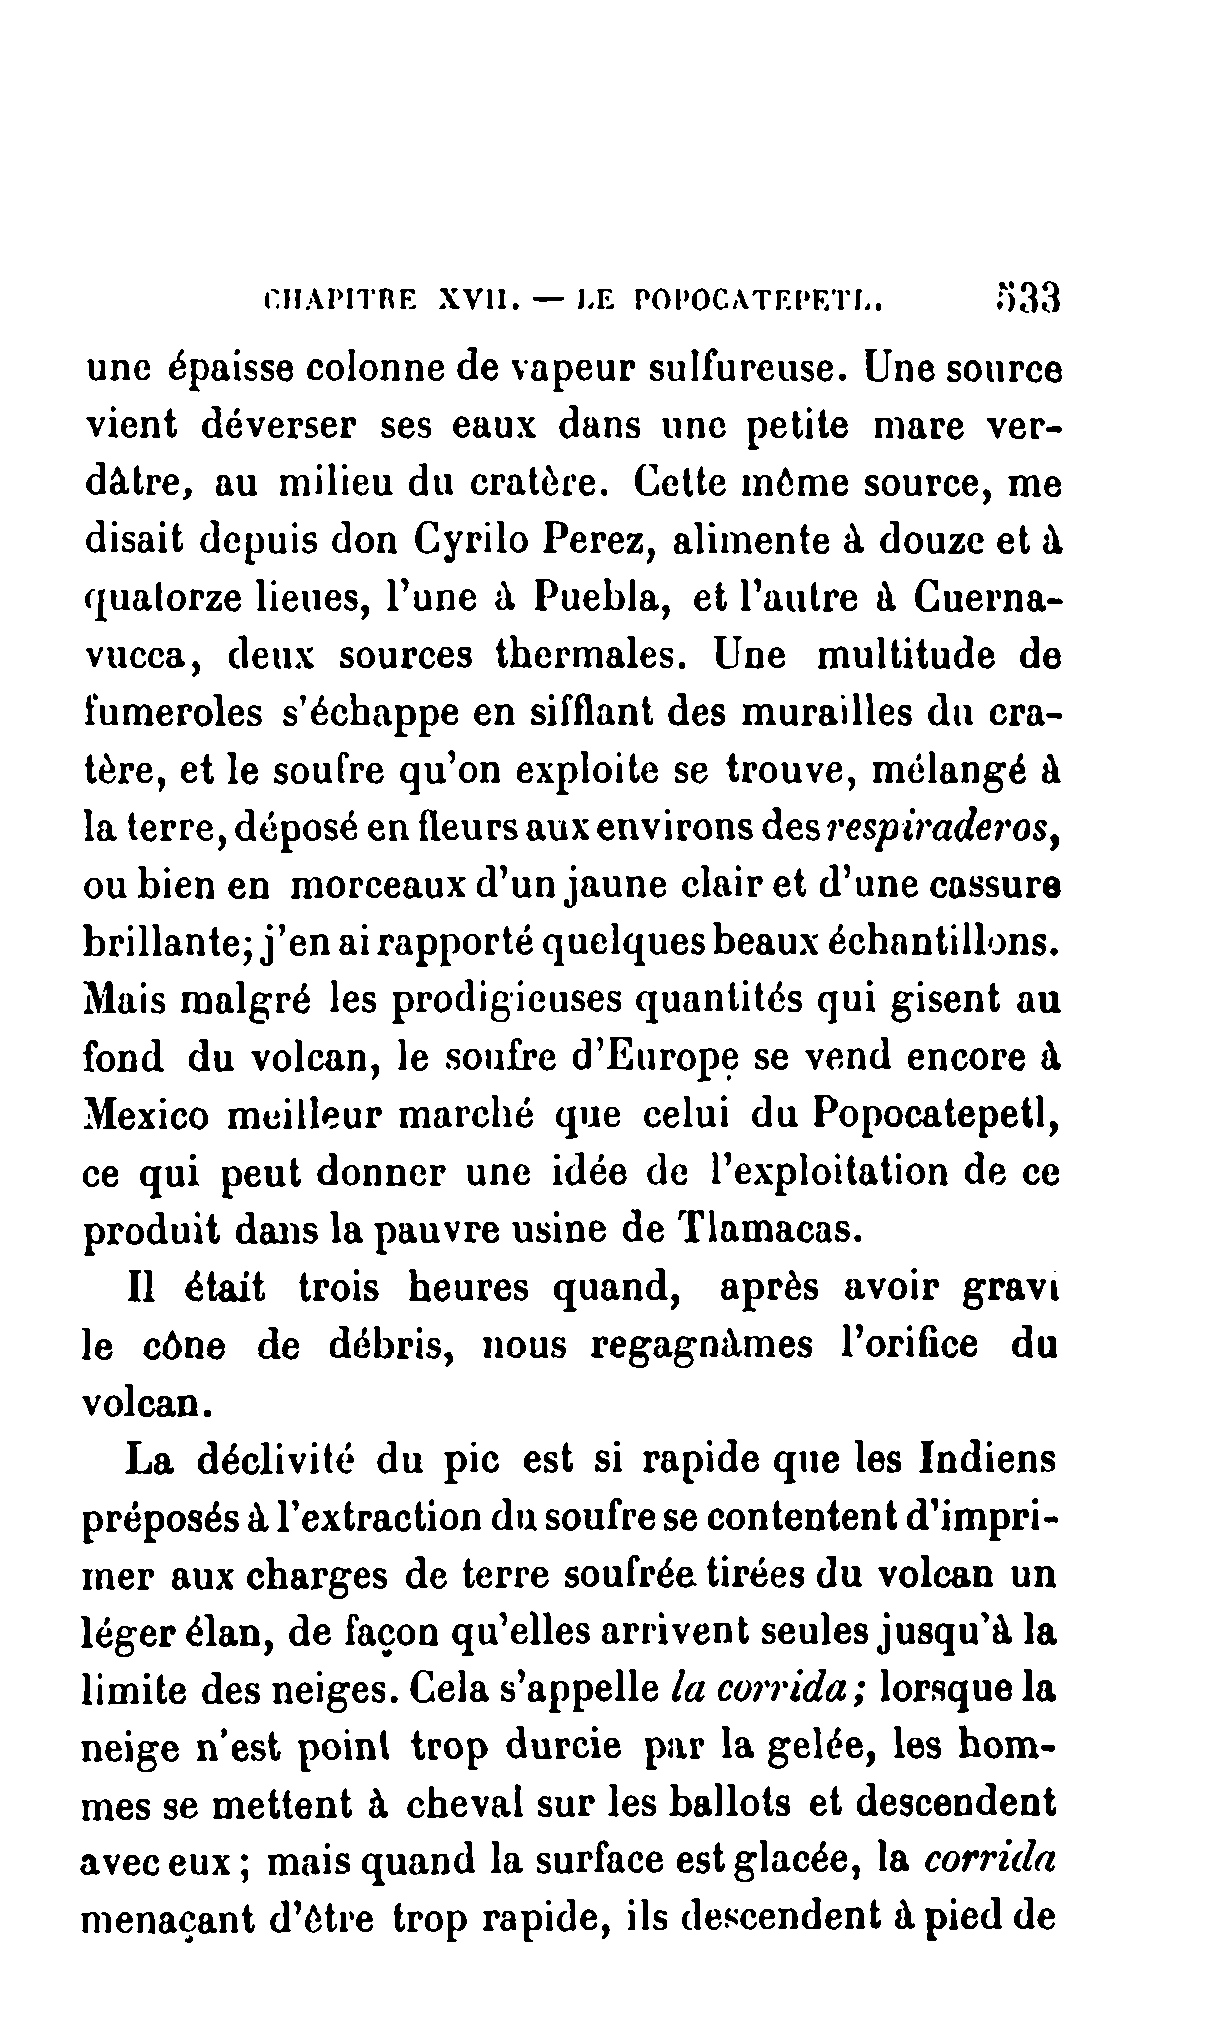 CHAPITRE XVII. — LE POPOCATEPETL. 533
une épaisse colonne de vapeur sulfureuse. Une source
vient déverser ses eaux dans une petite mare ver-
dâtre, au milieu du cratère. Cette même source, me
disait depuis don Cyrilo Perez, alimente à douze et à
quatorze lieues, l'une à Puebla, et l'autre à Cuerna-
vucca, deux sources thermales. Une multitude de
fumeroles s'échappe en sifflant des murailles du cra-
tère, et le soufre qu'on exploite se trouve, mélangé à
la terre, déposé en fleurs aux environs des respiraderos,
ou bien en morceaux d'un jaune clair et d'une cassure
brillante; j'en ai rapporté quelques beaux échantillons.
Mais malgré les prodigieuses quantités qui gisent au
fond du volcan, le soufre d'Europe se vend encore à
Mexico meilleur marché que celui du Popocatepetl,
ce qui peut donner une idée de l'exploitation de ce
produit dans la pauvre usine de Tlamacas.
Il était trois heures quand, après avoir gravi
le cône de débris, nous regagnâmes l'orifice du
volcan.
La déclivité du pic est si rapide que les Indiens
préposés à l'extraction du soufre se contentent d'impri-
mer aux charges de terre soufrée tirées du volcan un
léger élan, de façon qu'elles arrivent seules jusqu'à la
limite des neiges. Cela s'appelle la corrida; lorsque la
neige n'est point trop durcie par la gelée, les hom-
mes se mettent à cheval sur les ballots et descendent
avec eux; mais quand la surface est glacée, la corrida
menaçant d'être trop rapide, ils descendent à pied de